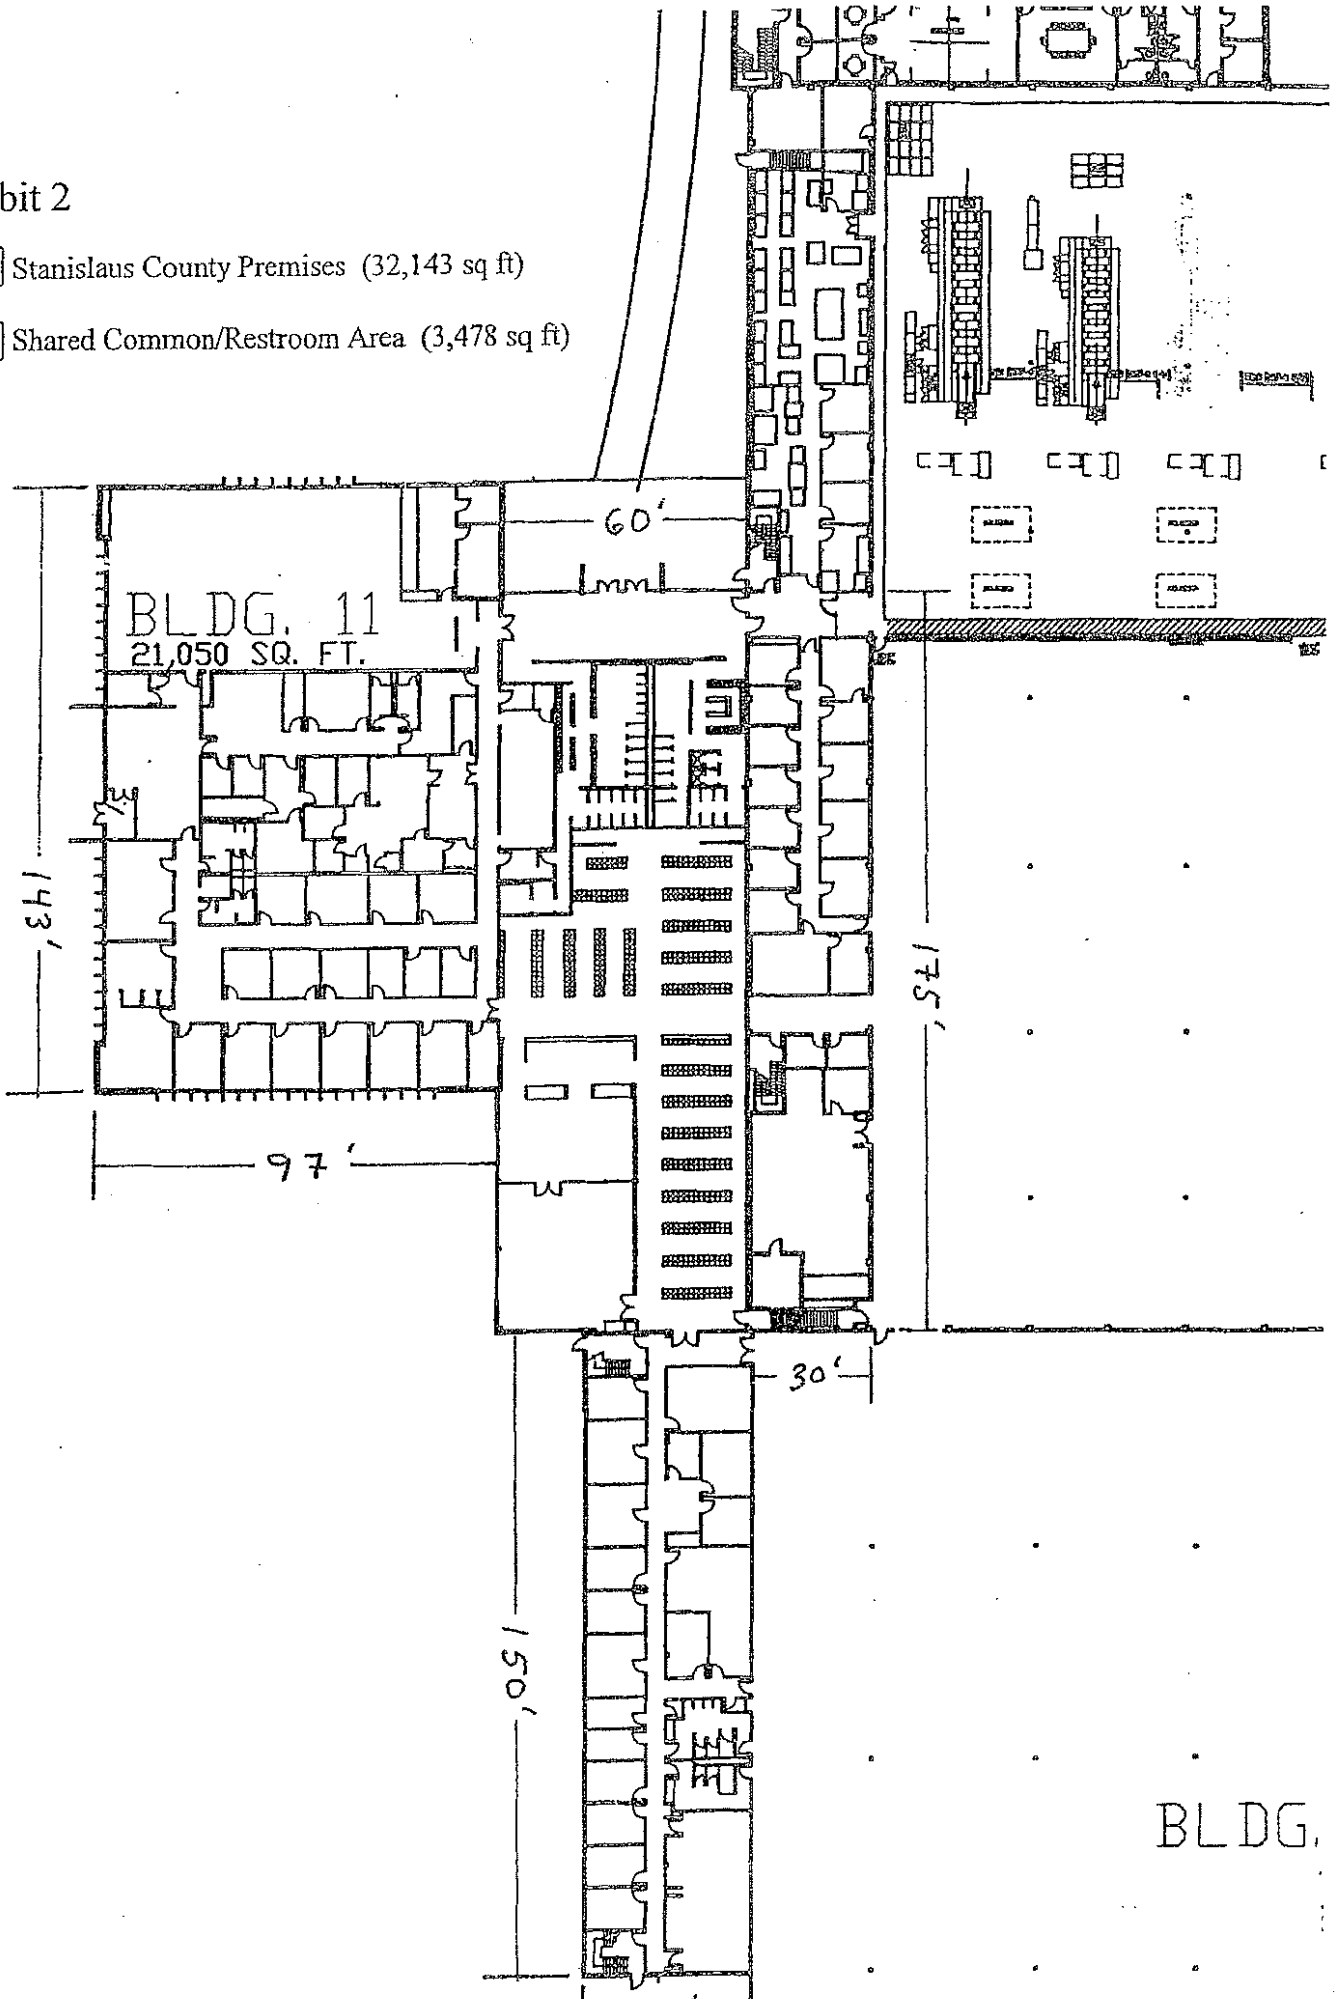 bit 2
Stanislaus County Premises (32,143 sq ft)
Shared Common/Restroom Area (3,478 sq ft)
60'
BLDG. 11
21,050 SQ. FT.
143'
175'
97'
30'
150'
BLDG.